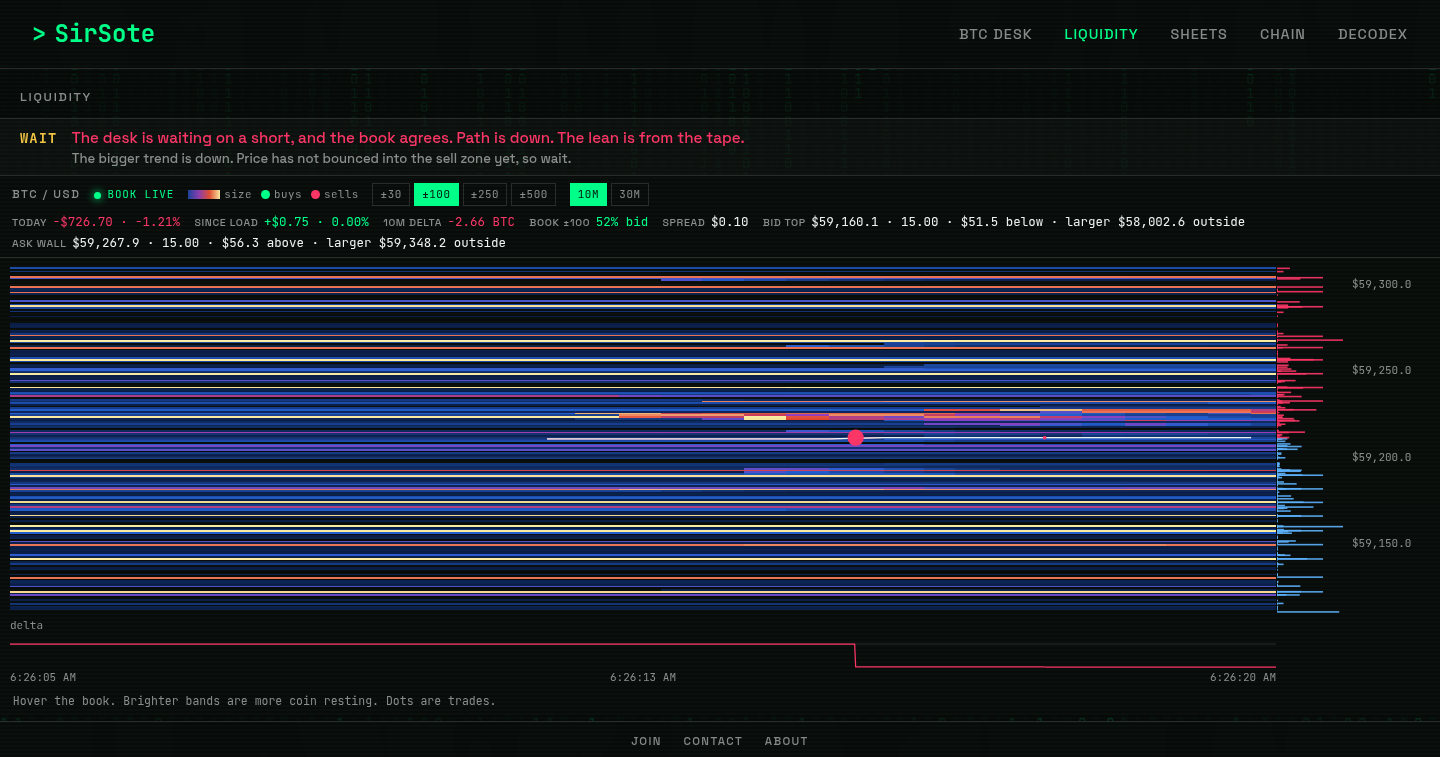 > SirSote
BTC DESK LIQUIDITY SHEETS CHAIN DECODEX
LIQUIDITY
WAIT The desk is waiting on a short, and the book agrees. Path is down. The lean is from the tape.
The bigger trend is down. Price has not bounced into the sell zone yet, so wait.
BTC / USD BOOK LIVE size buys sells ±30 ±100 ±250 ±500 10M 30M
TODAY -$726.70 · -1.21% SINCE LOAD +$0.75 · 0.00% 10M DELTA -2.66 BTC BOOK ±100 52% bid SPREAD $0.10 BID TOP $59,160.1 · 15.00 · $51.5 below · larger $58,002.6 outside
ASK WALL $59,267.9 · 15.00 · $56.3 above · larger $59,348.2 outside
$59,300.0
$59,250.0
$59,200.0
$59,150.0
delta
6:26:05 AM 6:26:13 AM 6:26:20 AM
Hover the book. Brighter bands are more coin resting. Dots are trades.
JOIN CONTACT ABOUT